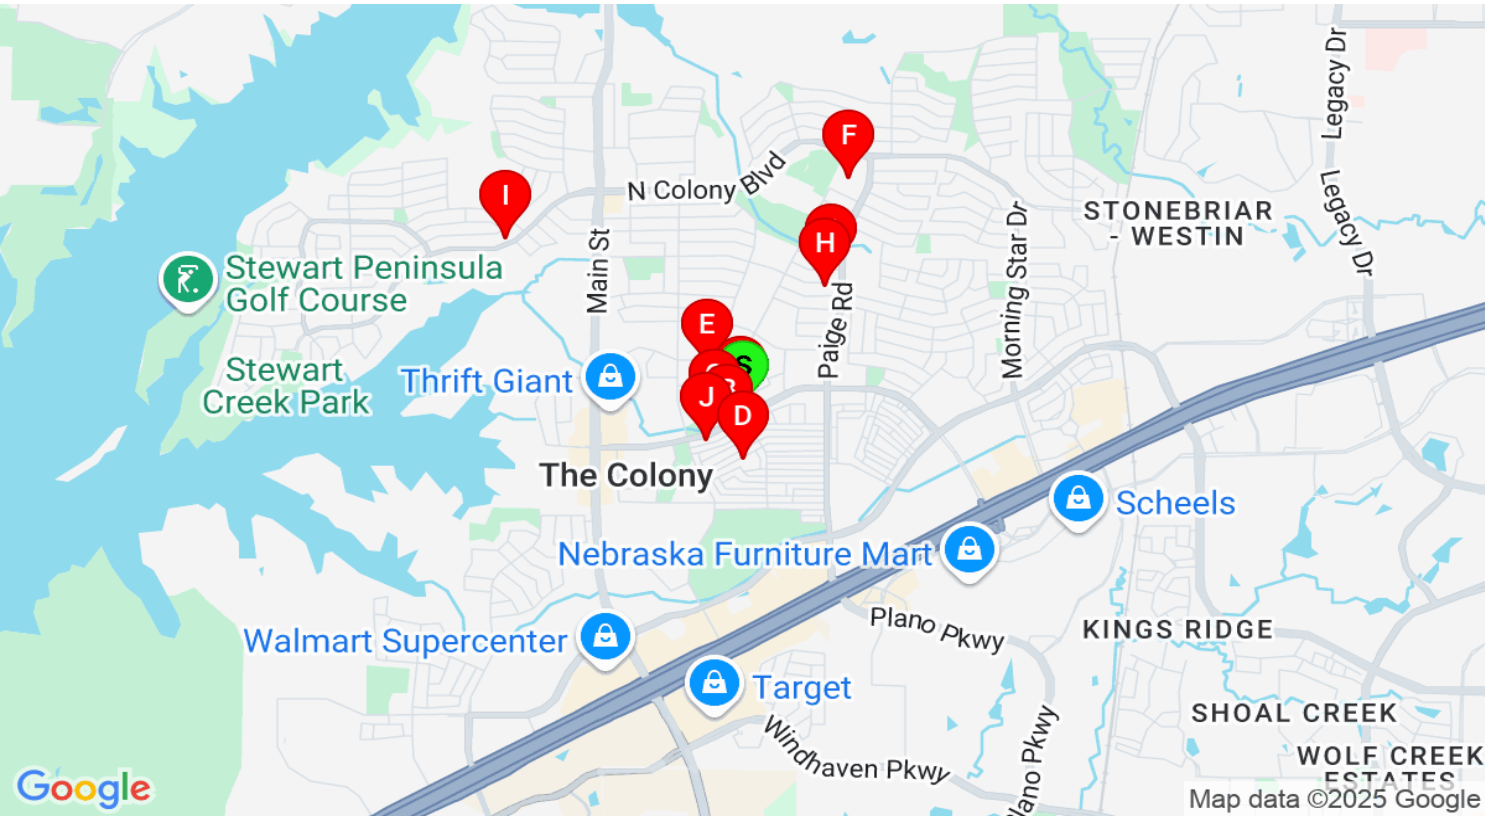 Legacy Dr
F
N Colony Blvd
I
Legacy Dr
STONEBRIAR
- WESTIN
H
Morning Star Dr
Main St
Stewart Peninsula
Golf Course
Paige Rd
E
S
Stewart
Creek Park
Thrift Giant
J
D
The Colony
Scheels
Nebraska Furniture Mart
Plano Pkwy
KINGS RIDGE
Walmart Supercenter
Target
SHOAL CREEK
Windhaven Pkwy
Plano Pkwy
WOLF CREEK
ESTATES
Google
Map data ©2025 Google